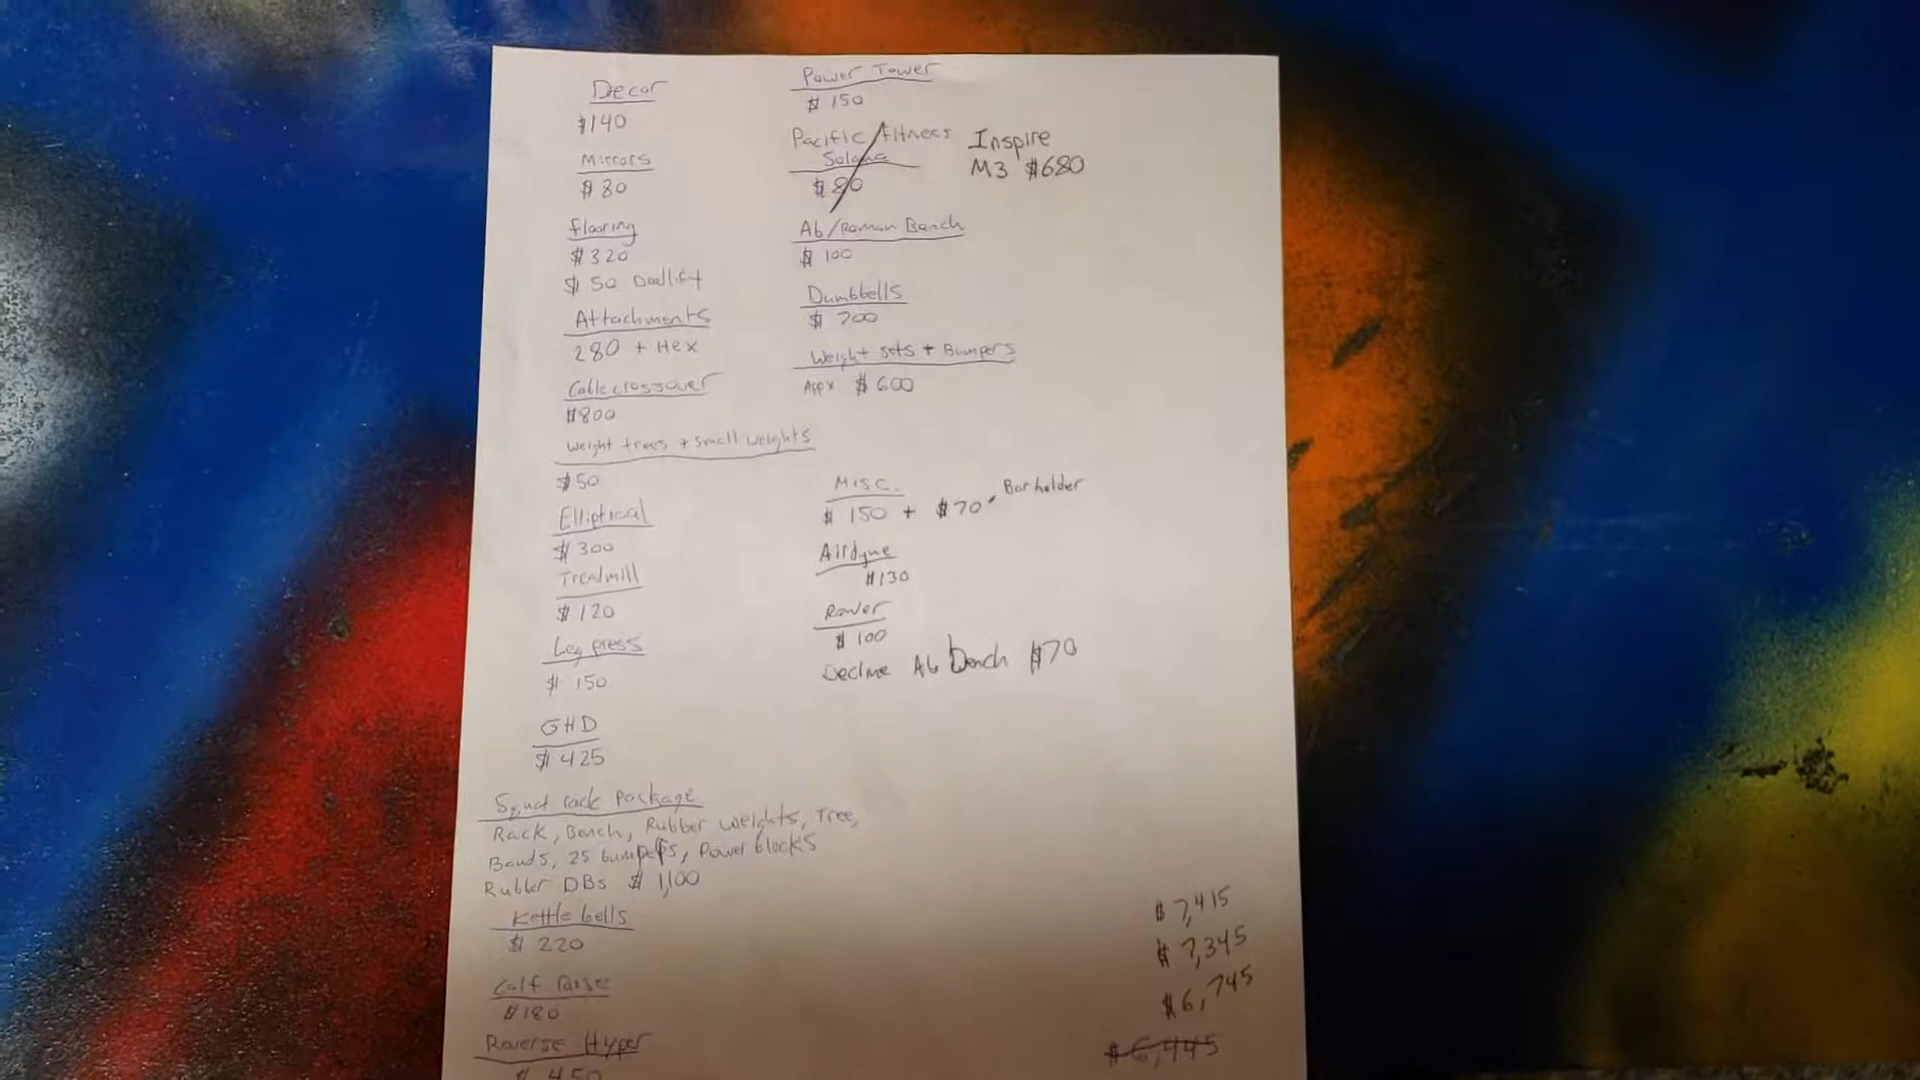 Decor
$140
Mirrors
$80
flooring
$320
$50 Deadlift
Attachments
280 + Hex
Cable crossover
$800
Weight trees + small weights
$50
Elliptical
$300
Treadmill
$120
Leg press
$150
GHD
$425
Squat rack package
Rack, Bench, Rubber weights, Tree,
Bands, 25 bumpers, Power blocks
Rubber DBs $1,100
Kettle bells
$220
Calf raise
$180
Reverse Hyper
$450
Power Tower
$150
Pacific fitness
Solana
$80
Inspire
M3 $680
Ab/Roman Bench
$100
Dumbbells
$700
Weight sets + Bumpers
Appx $600
Misc.
$150 + $70 Bar holder
Airdyne
$130
Rower
$100
Decline Ab bench $70
$7,415
$7,345
$6,745
$6,445